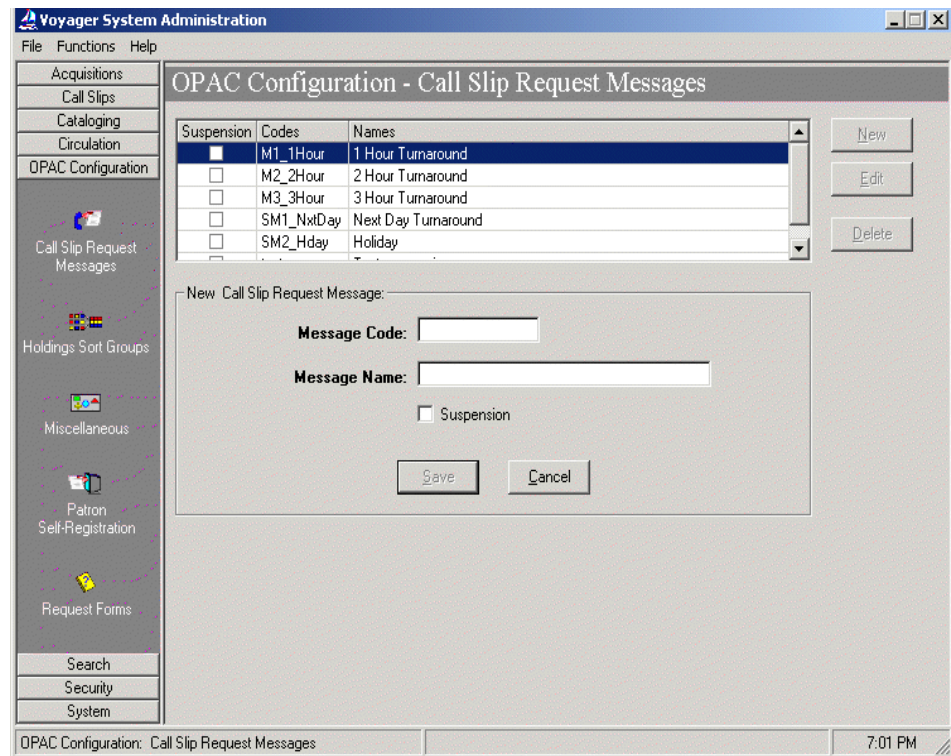 Voyager System Administration
File Functions Help
Acquisitions
Call Slips
Cataloging
Circulation
OPAC Configuration
Call Slip Request
Messages
Holdings Sort Groups
Miscellaneous
Patron
Self-Registration
Request Forms
Search
Security
System
OPAC Configuration - Call Slip Request Messages
Suspension Codes Names
M1_1Hour 1 Hour Turnaround
M2_2Hour 2 Hour Turnaround
M3_3Hour 3 Hour Turnaround
SM1_NxtDay Next Day Turnaround
SM2_Hday Holiday
New
Edit
Delete
New Call Slip Request Message:
Message Code:
Message Name:
Suspension
Save Cancel
OPAC Configuration: Call Slip Request Messages
7:01 PM